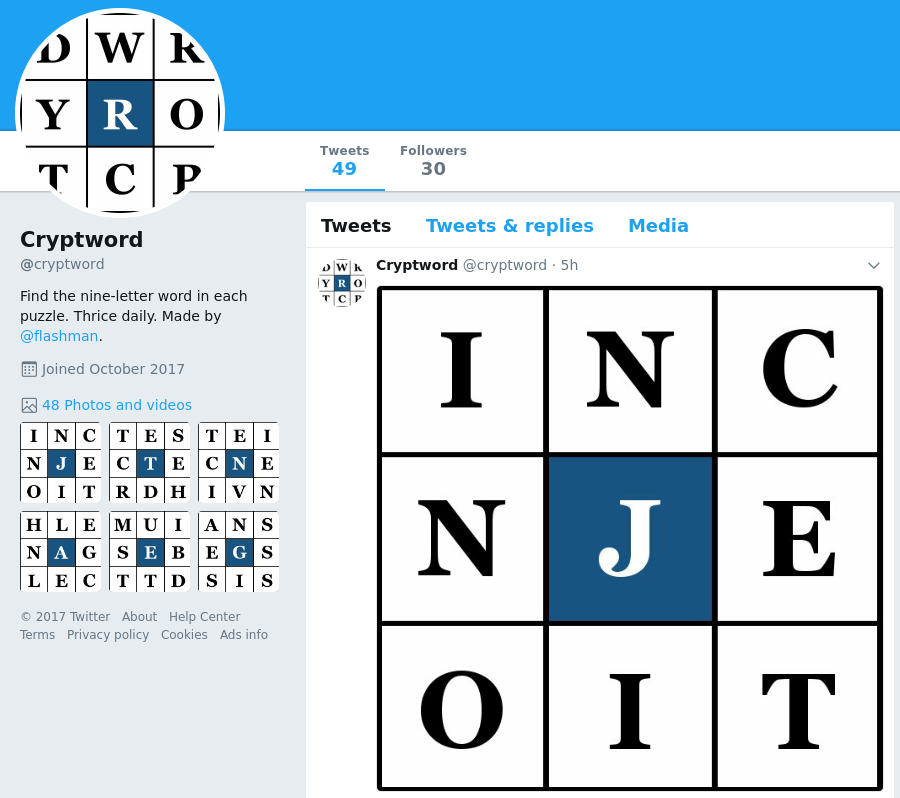 D W R
Y R O
T C P
Tweets Followers
49 30
Cryptword
@cryptword
Find the nine-letter word in each
puzzle. Thrice daily. Made by
@flashman.
Joined October 2017
48 Photos and videos
I N C T E S T E I
N J E C T E C N E
O I T R D H I V N
H L E M U I A N S
N A G S E B E G S
L E C T T D S I S
© 2017 Twitter About Help Center
Terms Privacy policy Cookies Ads info
Tweets Tweets & replies Media
Cryptword @cryptword · 5h
D W R
Y R O
T C P
I N C
N J E
O I T